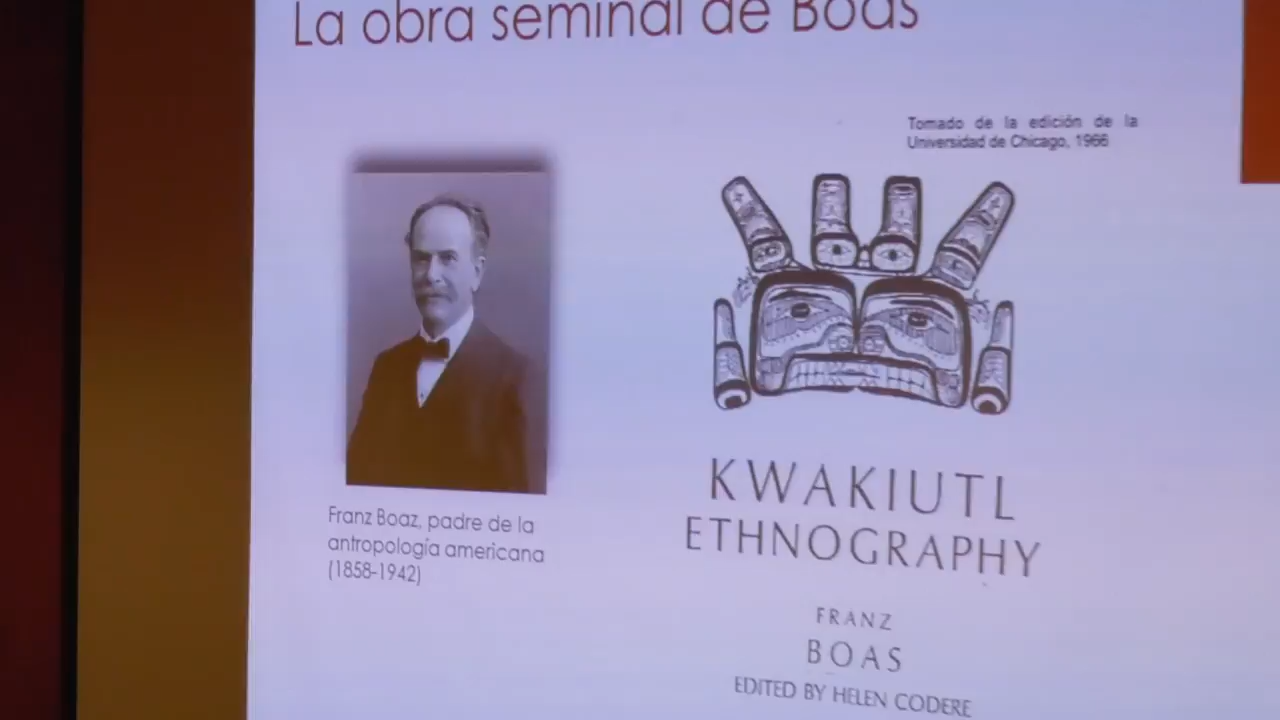 La obra seminal de Boas
Tomado de la edición de la
Universidad de Chicago, 1966
Franz Boaz, padre de la
antropología americana
(1858-1942)
KWAKIUTL
ETHNOGRAPHY
FRANZ
BOAS
EDITED BY HELEN CODERE